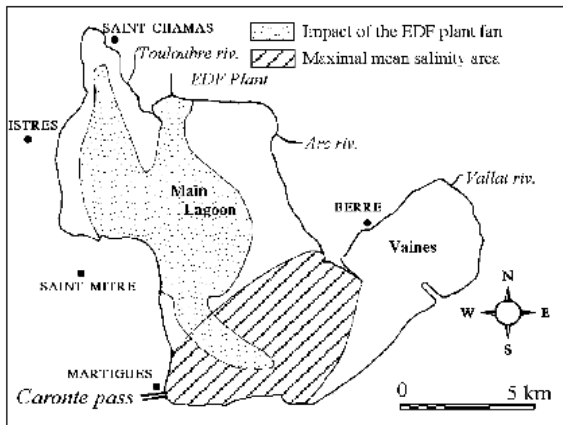 SAINT CHAMAS
Impact of the EDF plant fan
Touloubre riv.
Maximal mean salinity area
EDF Plant
ISTRES
Arc riv.
Vallat riv.
Main
Lagoon
BERRE
Vaines
SAINT MITRE
N
W E
S
MARTIGUES
Caronte pass
0 5 km